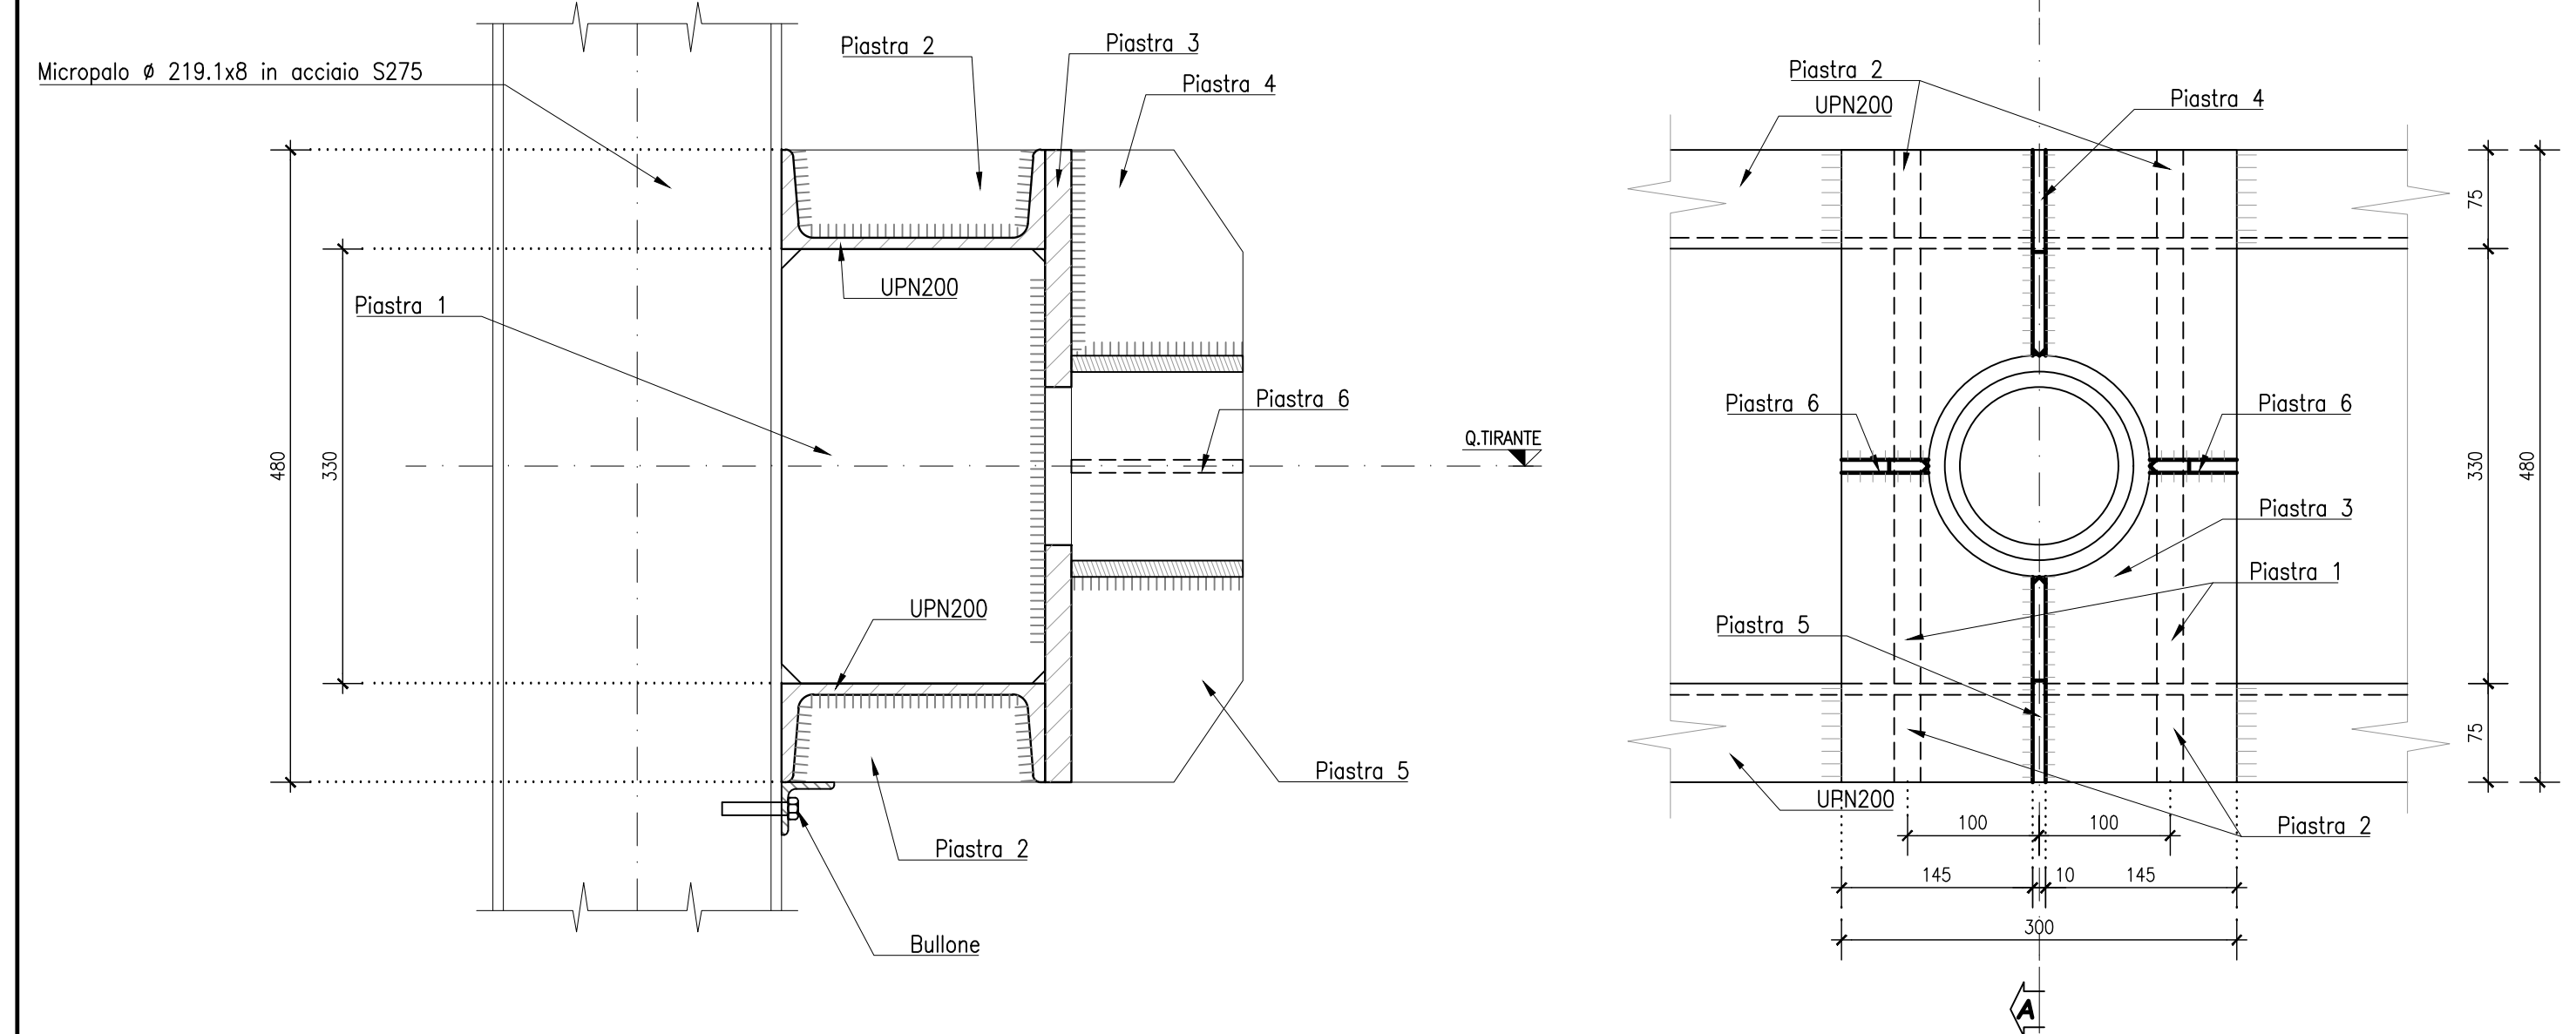 Micropalo ø 219.1x8 in acciaio S275
Piastra 2
Piastra 3
Piastra 4
UPN200
Piastra 1
480
330
Piastra 6
Q.TIRANTE
UPN200
Piastra 5
Piastra 2
Bullone
Piastra 2
UPN200
Piastra 4
75
Piastra 6
Piastra 6
330
480
Piastra 3
Piastra 1
Piastra 5
75
UPN200
Piastra 2
100
100
145
10
145
300
A